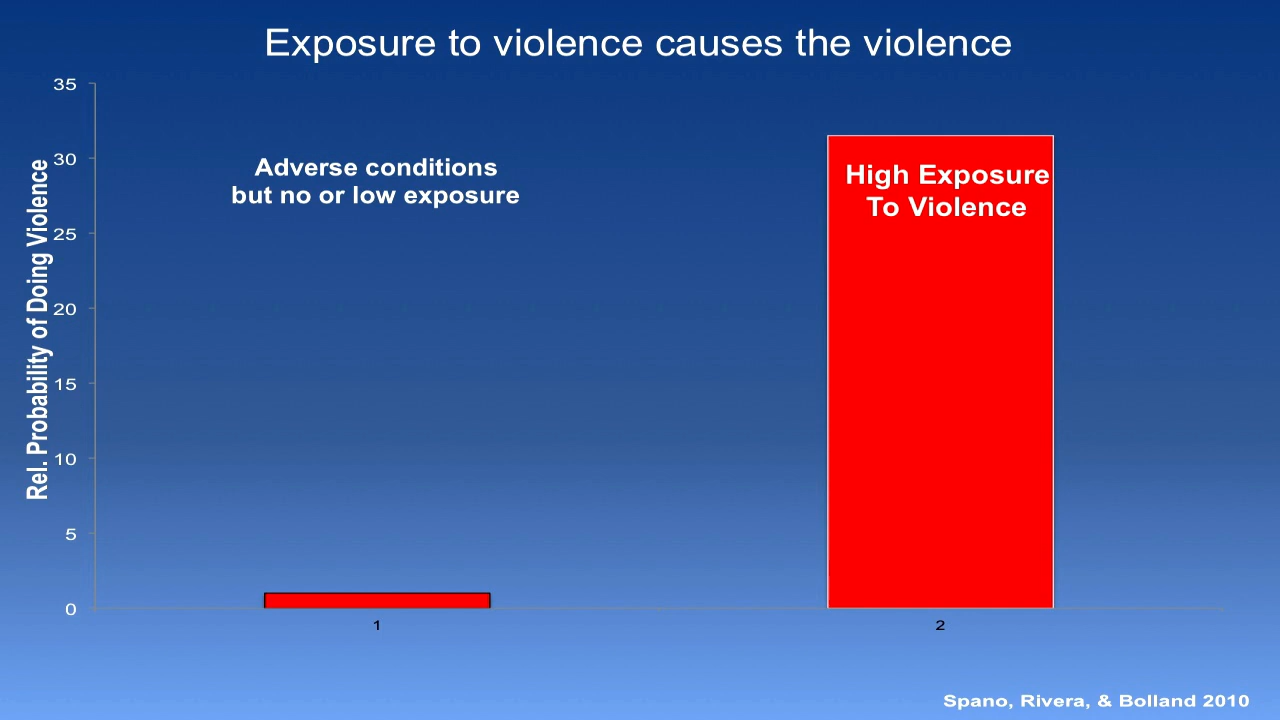 Exposure to violence causes the violence
35
30
25
20
15
10
5
0
Rel. Probability of Doing Violence
Adverse conditions
but no or low exposure
High Exposure
To Violence
1
2
Spano, Rivera, & Bolland 2010